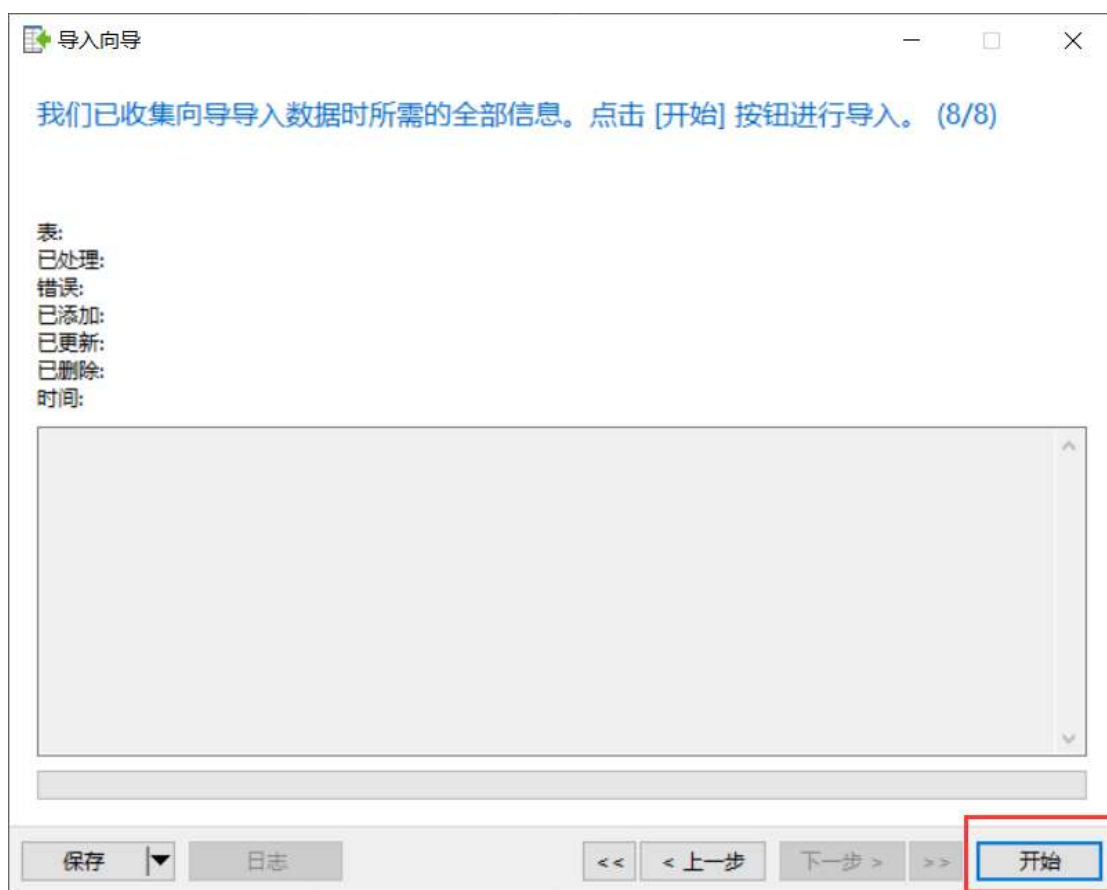 导入向导
我们已收集向导导入数据时所需的全部信息。点击 [开始] 按钮进行导入。 (8/8)
表:
已处理:
错误:
已添加:
已更新:
已删除:
时间:
保存 日志 << < 上一步 下一步 > >> 开始